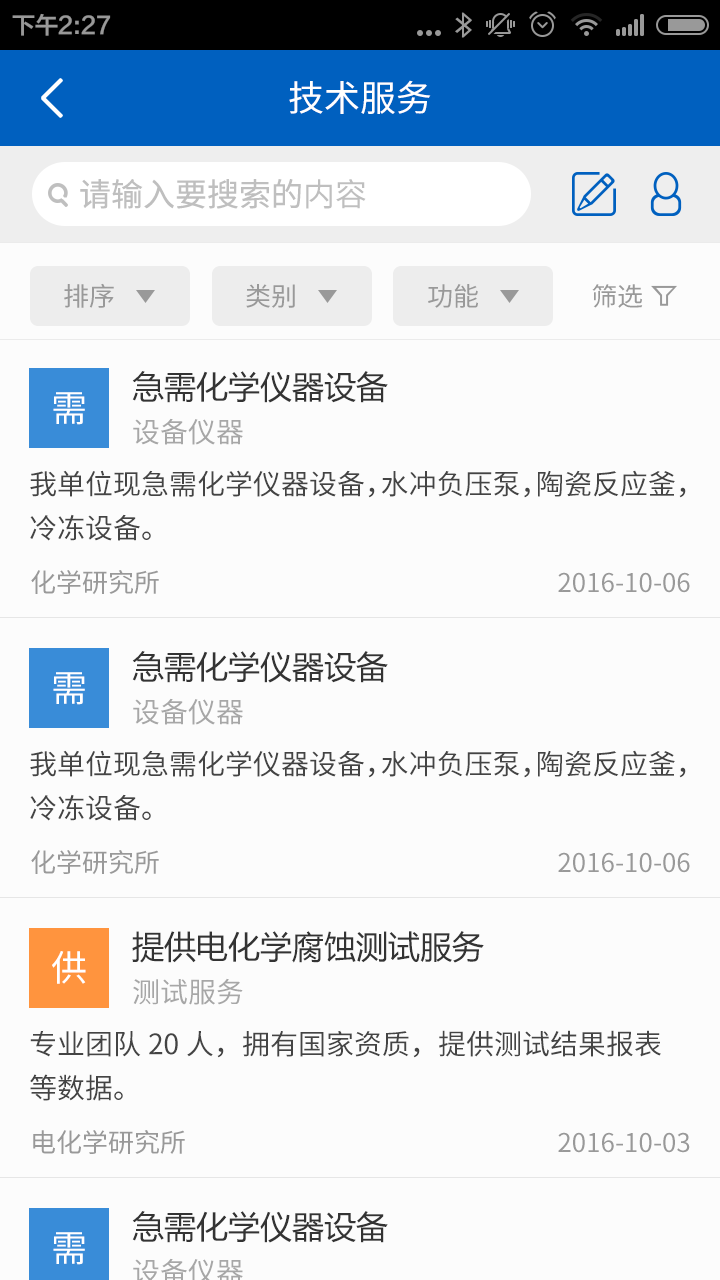 下午2:27
技术服务
请输入要搜索的内容
排序 类别 功能 筛选
需
急需化学仪器设备
设备仪器
我单位现急需化学仪器设备，水冲负压泵，陶瓷反应釜，
冷冻设备。
化学研究所 2016-10-06
需
急需化学仪器设备
设备仪器
我单位现急需化学仪器设备，水冲负压泵，陶瓷反应釜，
冷冻设备。
化学研究所 2016-10-06
供
提供电化学腐蚀测试服务
测试服务
专业团队 20 人，拥有国家资质，提供测试结果报表
等数据。
电化学研究所 2016-10-03
需
急需化学仪器设备
设备仪器